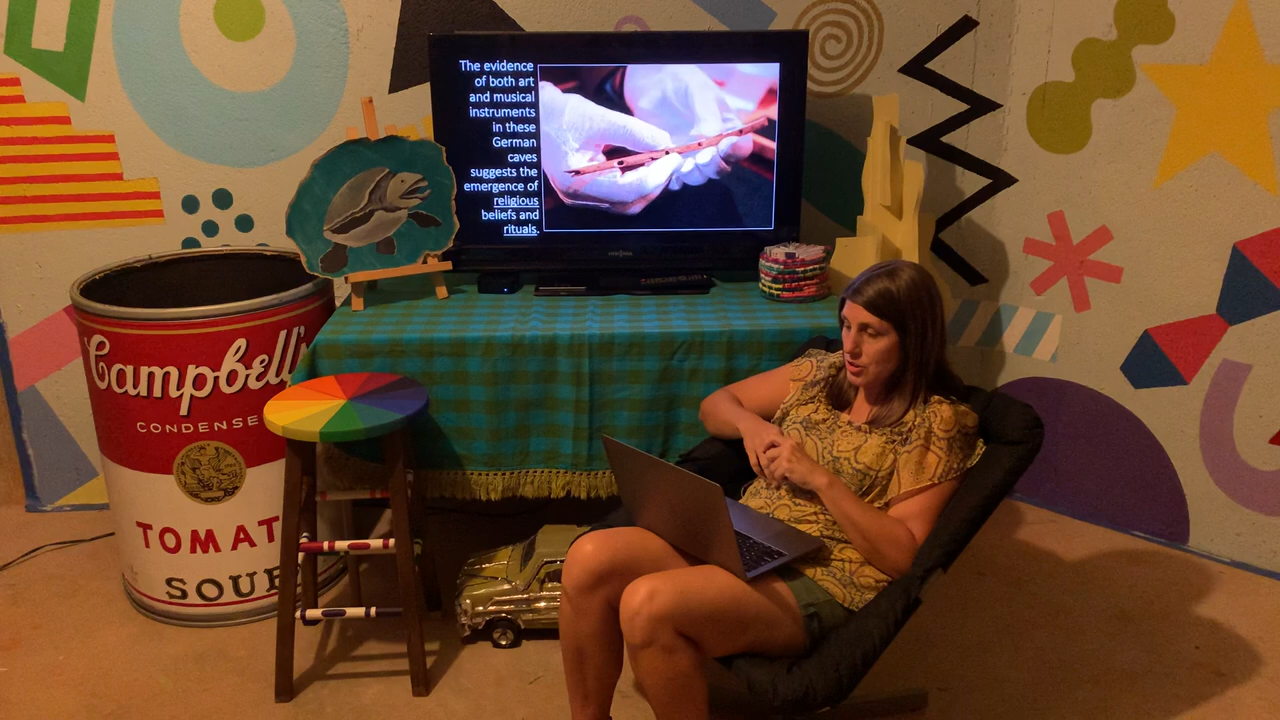 The evidence
of both art
and musical
instruments
in these
German
caves
suggests the
emergence of
religious
beliefs and
rituals.
Campbell's
CONDENSE
TOMAT
SOUP